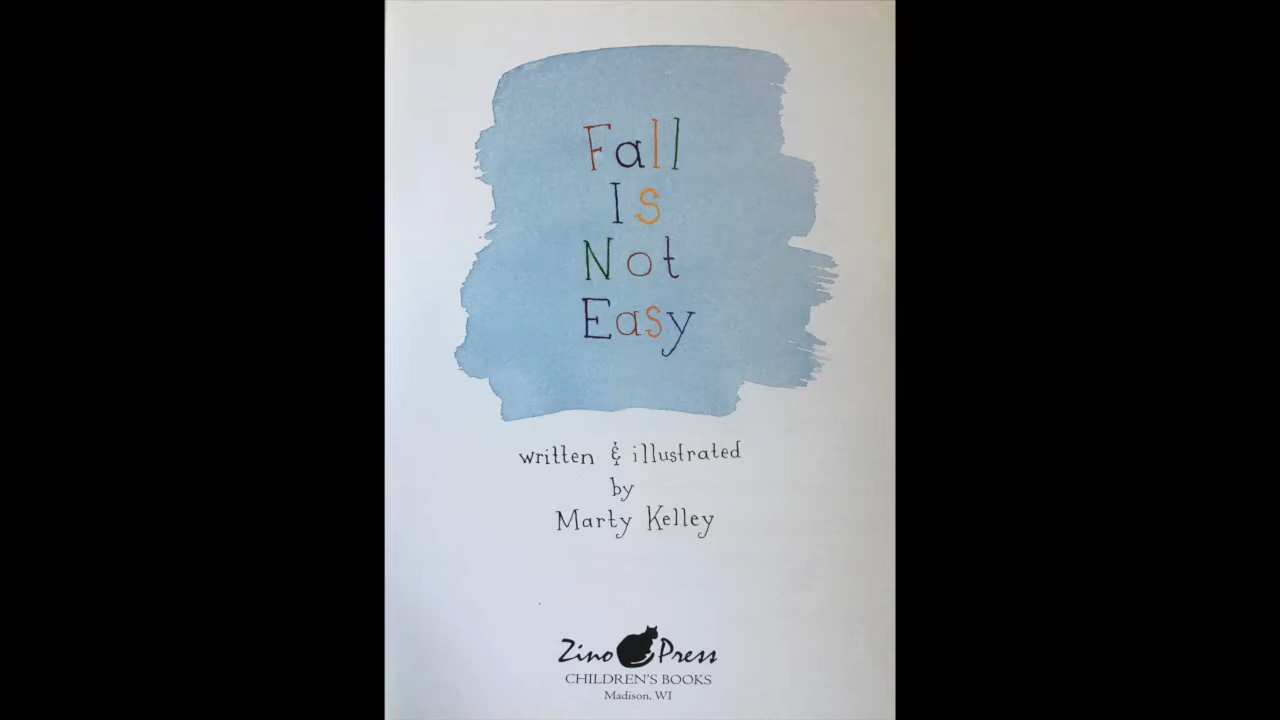 Fall
Is
Not
Easy
written & illustrated
by
Marty Kelley
Zino Press
CHILDREN'S BOOKS
Madison, WI